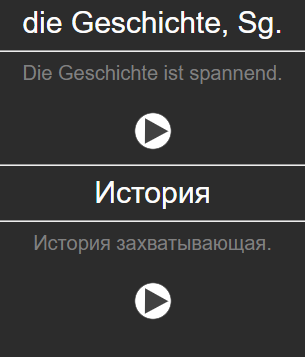 die Geschichte, Sg.
Die Geschichte ist spannend.
История
История захватывающая.